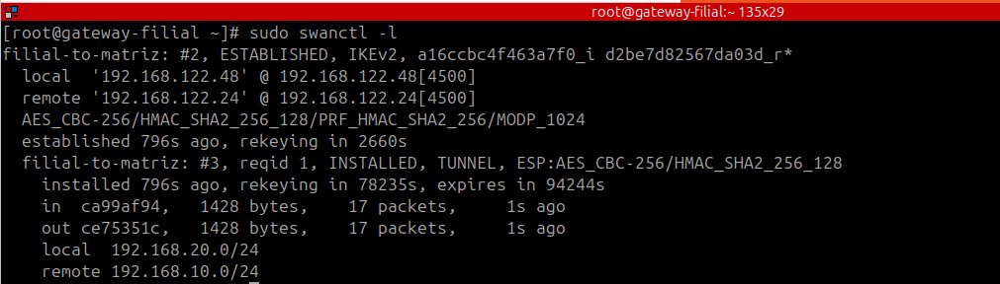 root@gateway-filial:~ 135x29
[root@gateway-filial ~]# sudo swanctl -l
filial-to-matriz: #2, ESTABLISHED, IKEv2, a16ccbc4f463a7f0_i d2be7d82567da03d_r*
  local  '192.168.122.48' @ 192.168.122.48[4500]
  remote '192.168.122.24' @ 192.168.122.24[4500]
  AES_CBC-256/HMAC_SHA2_256_128/PRF_HMAC_SHA2_256/MODP_1024
  established 796s ago, rekeying in 2660s
  filial-to-matriz: #3, reqid 1, INSTALLED, TUNNEL, ESP:AES_CBC-256/HMAC_SHA2_256_128
    installed 796s ago, rekeying in 78235s, expires in 94244s
    in  ca99af94,   1428 bytes,    17 packets,     1s ago
    out ce75351c,   1428 bytes,    17 packets,     1s ago
    local  192.168.20.0/24
    remote 192.168.10.0/24